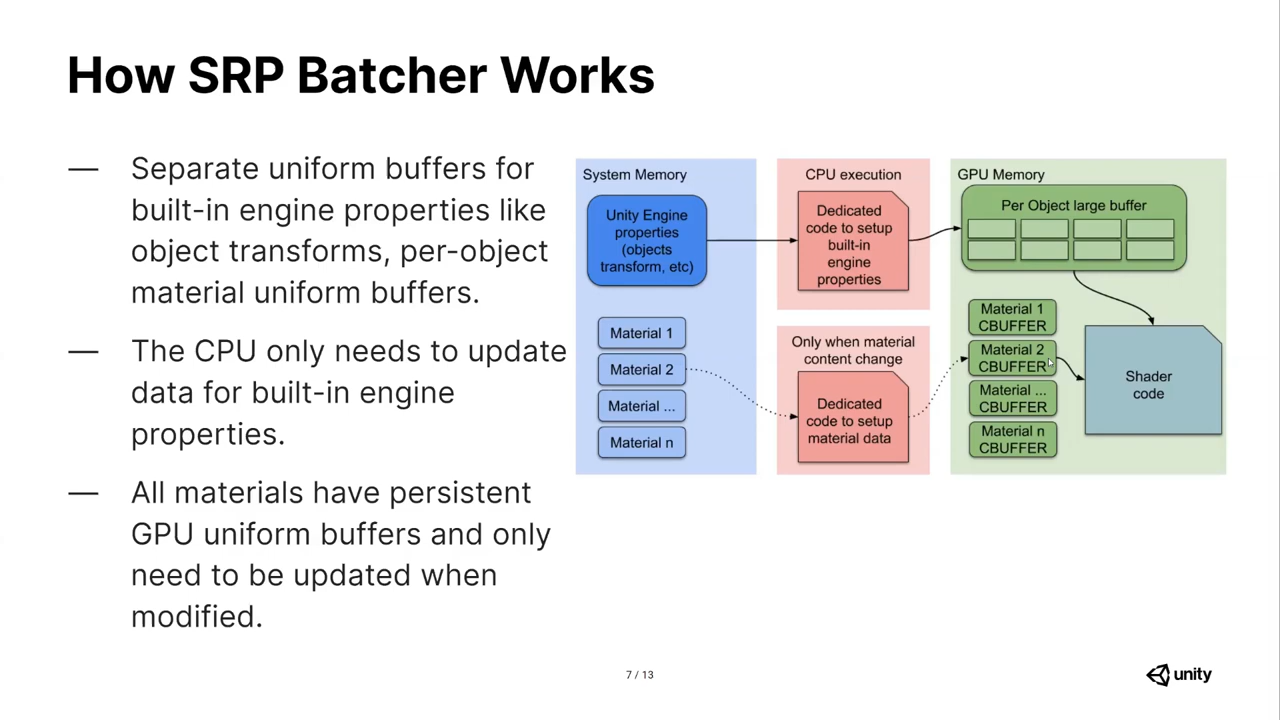 How SRP Batcher Works
— Separate uniform buffers for
built-in engine properties like
object transforms, per-object
material uniform buffers.
— The CPU only needs to update
data for built-in engine
properties.
— All materials have persistent
GPU uniform buffers and only
need to be updated when
modified.
System Memory
Unity Engine
properties
(objects
transform, etc)
Material 1
Material 2
Material ...
Material n
CPU execution
Dedicated
code to setup
built-in
engine
properties
Only when material
content change
Dedicated
code to setup
material data
GPU Memory
Per Object large buffer
Material 1
CBUFFER
Material 2
CBUFFER
Material ...
CBUFFER
Material n
CBUFFER
Shader
code
7 / 13
unity